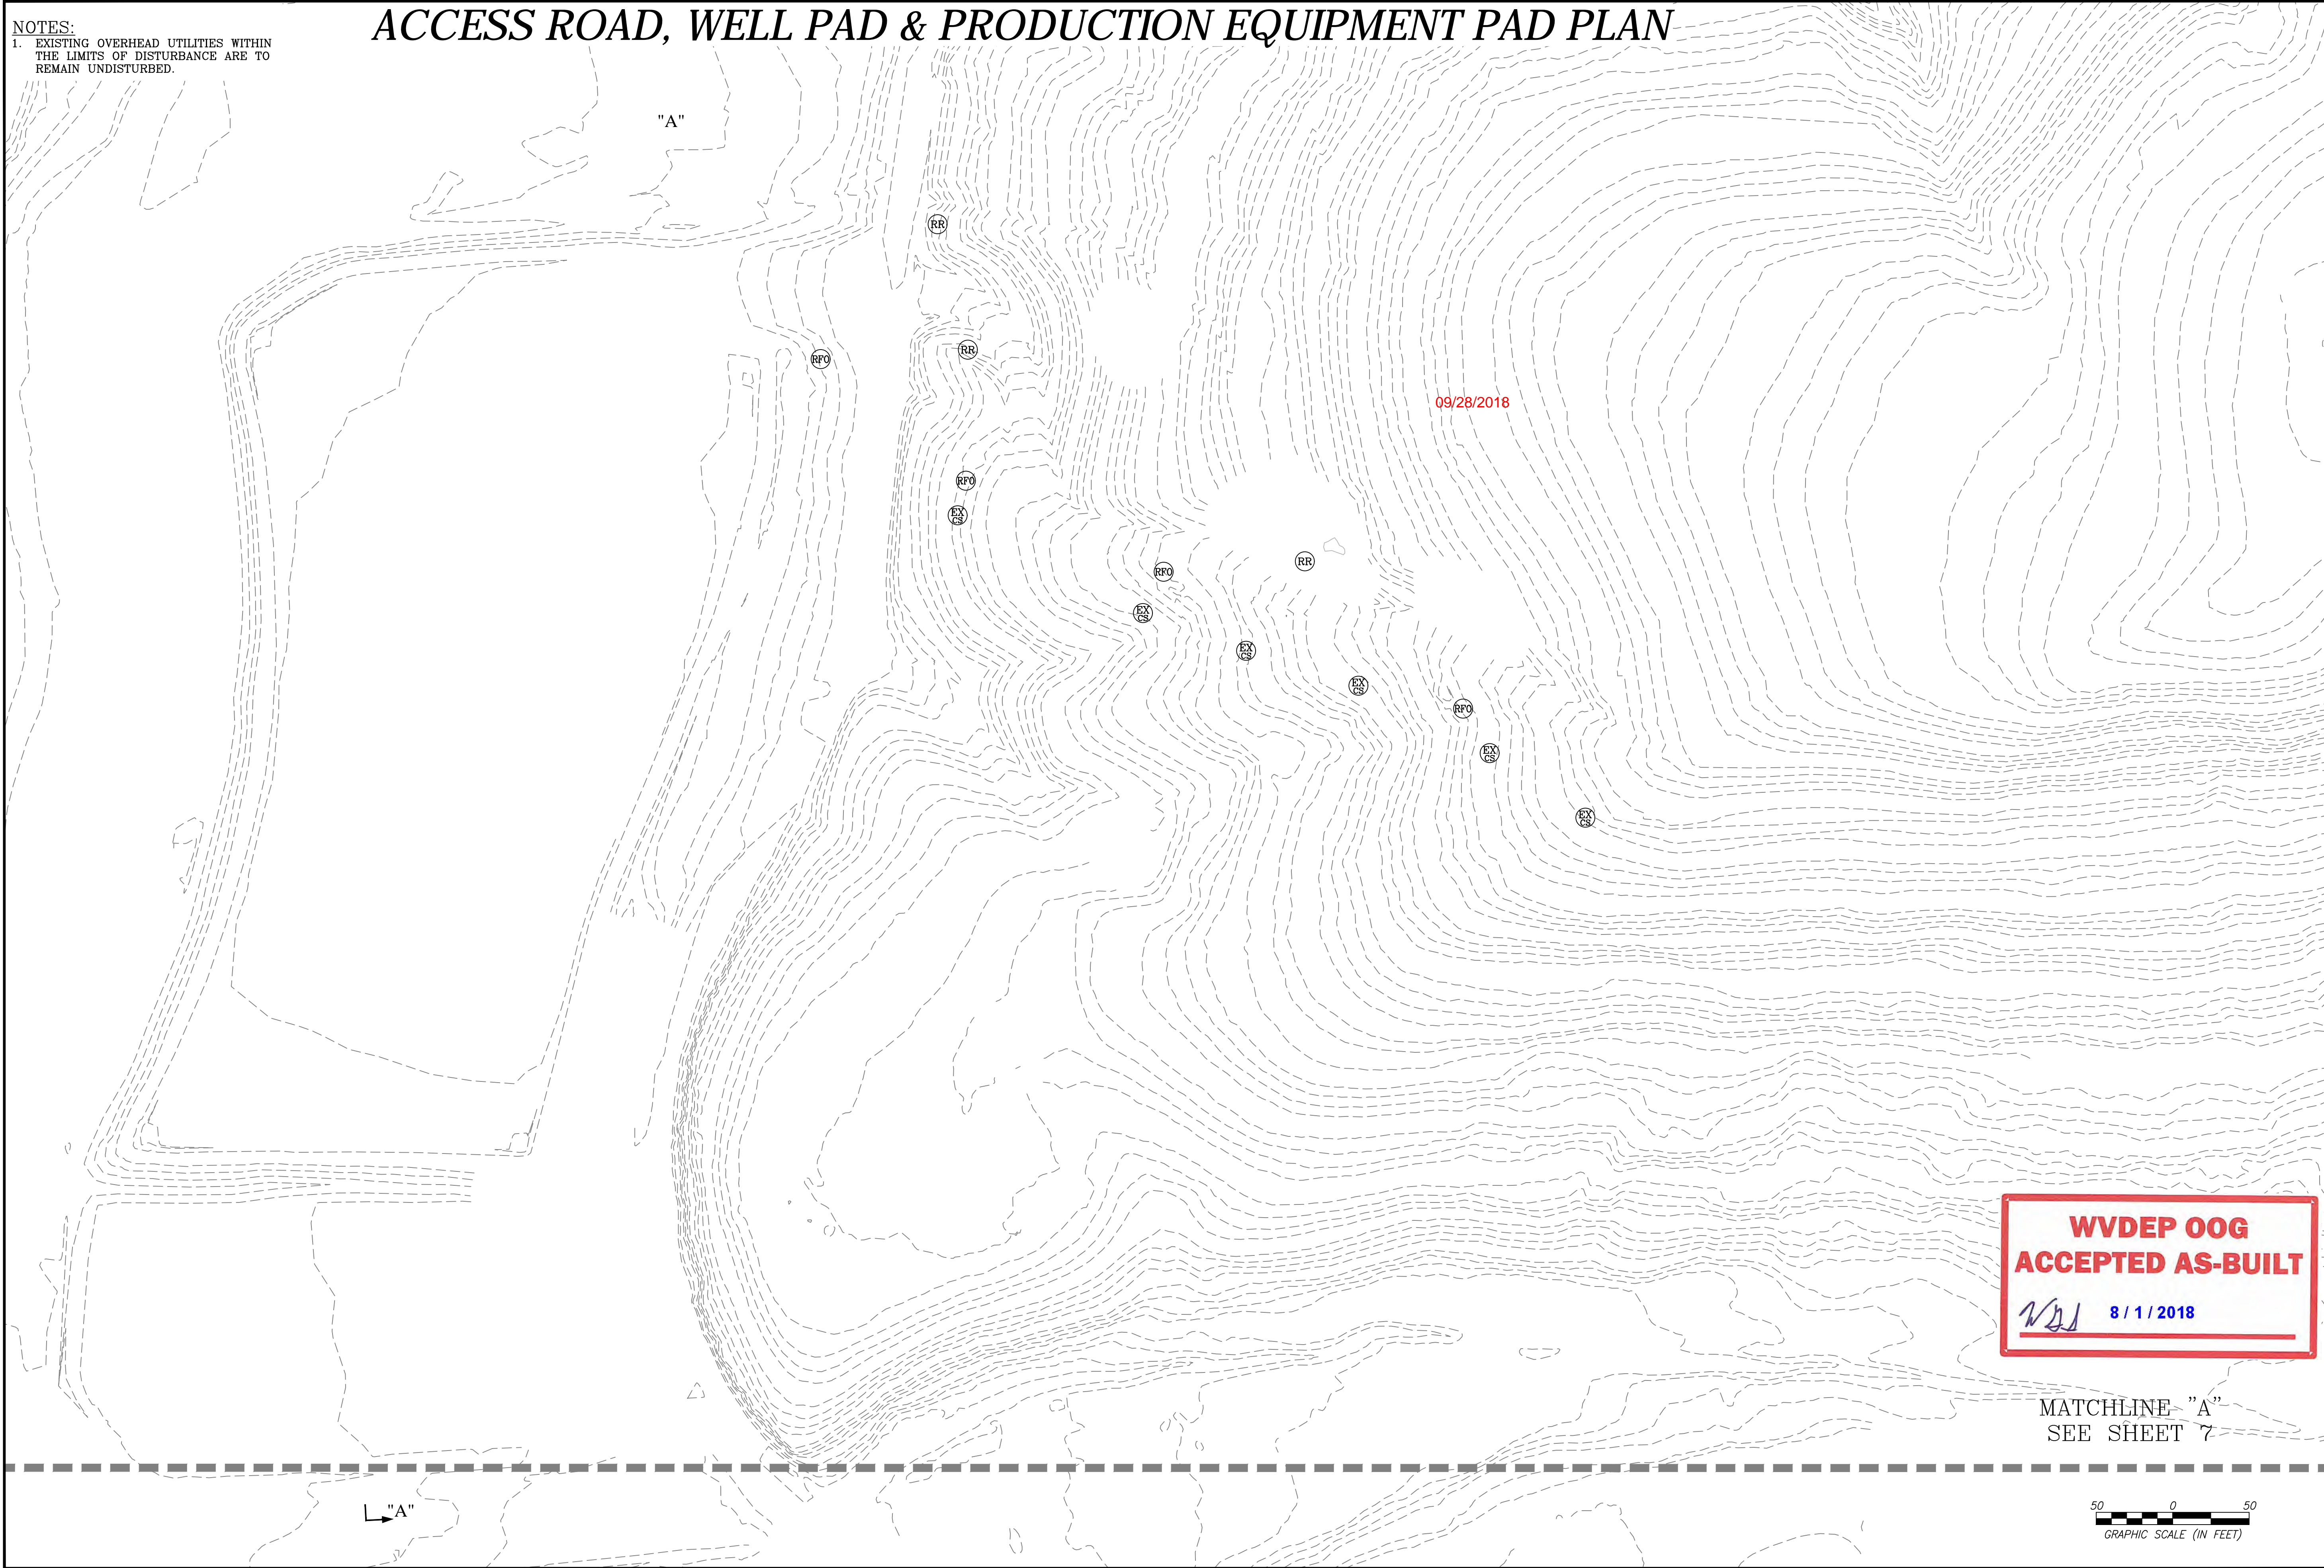 ACCESS ROAD, WELL PAD & PRODUCTION EQUIPMENT PAD PLAN
NOTES:
1. EXISTING OVERHEAD UTILITIES WITHIN
THE LIMITS OF DISTURBANCE ARE TO
REMAIN UNDISTURBED.
"A"
RR
RR
RFO
09/28/2018
RFO
EX
CS
RR
RFO
EX
CS
EX
CS
EX
CS
RFO
EX
CS
EX
CS
WVDEP OOG
ACCEPTED AS-BUILT
8 / 1 / 2018
MATCHLINE "A"
SEE SHEET 7
"A"
50 0 50
GRAPHIC SCALE (IN FEET)